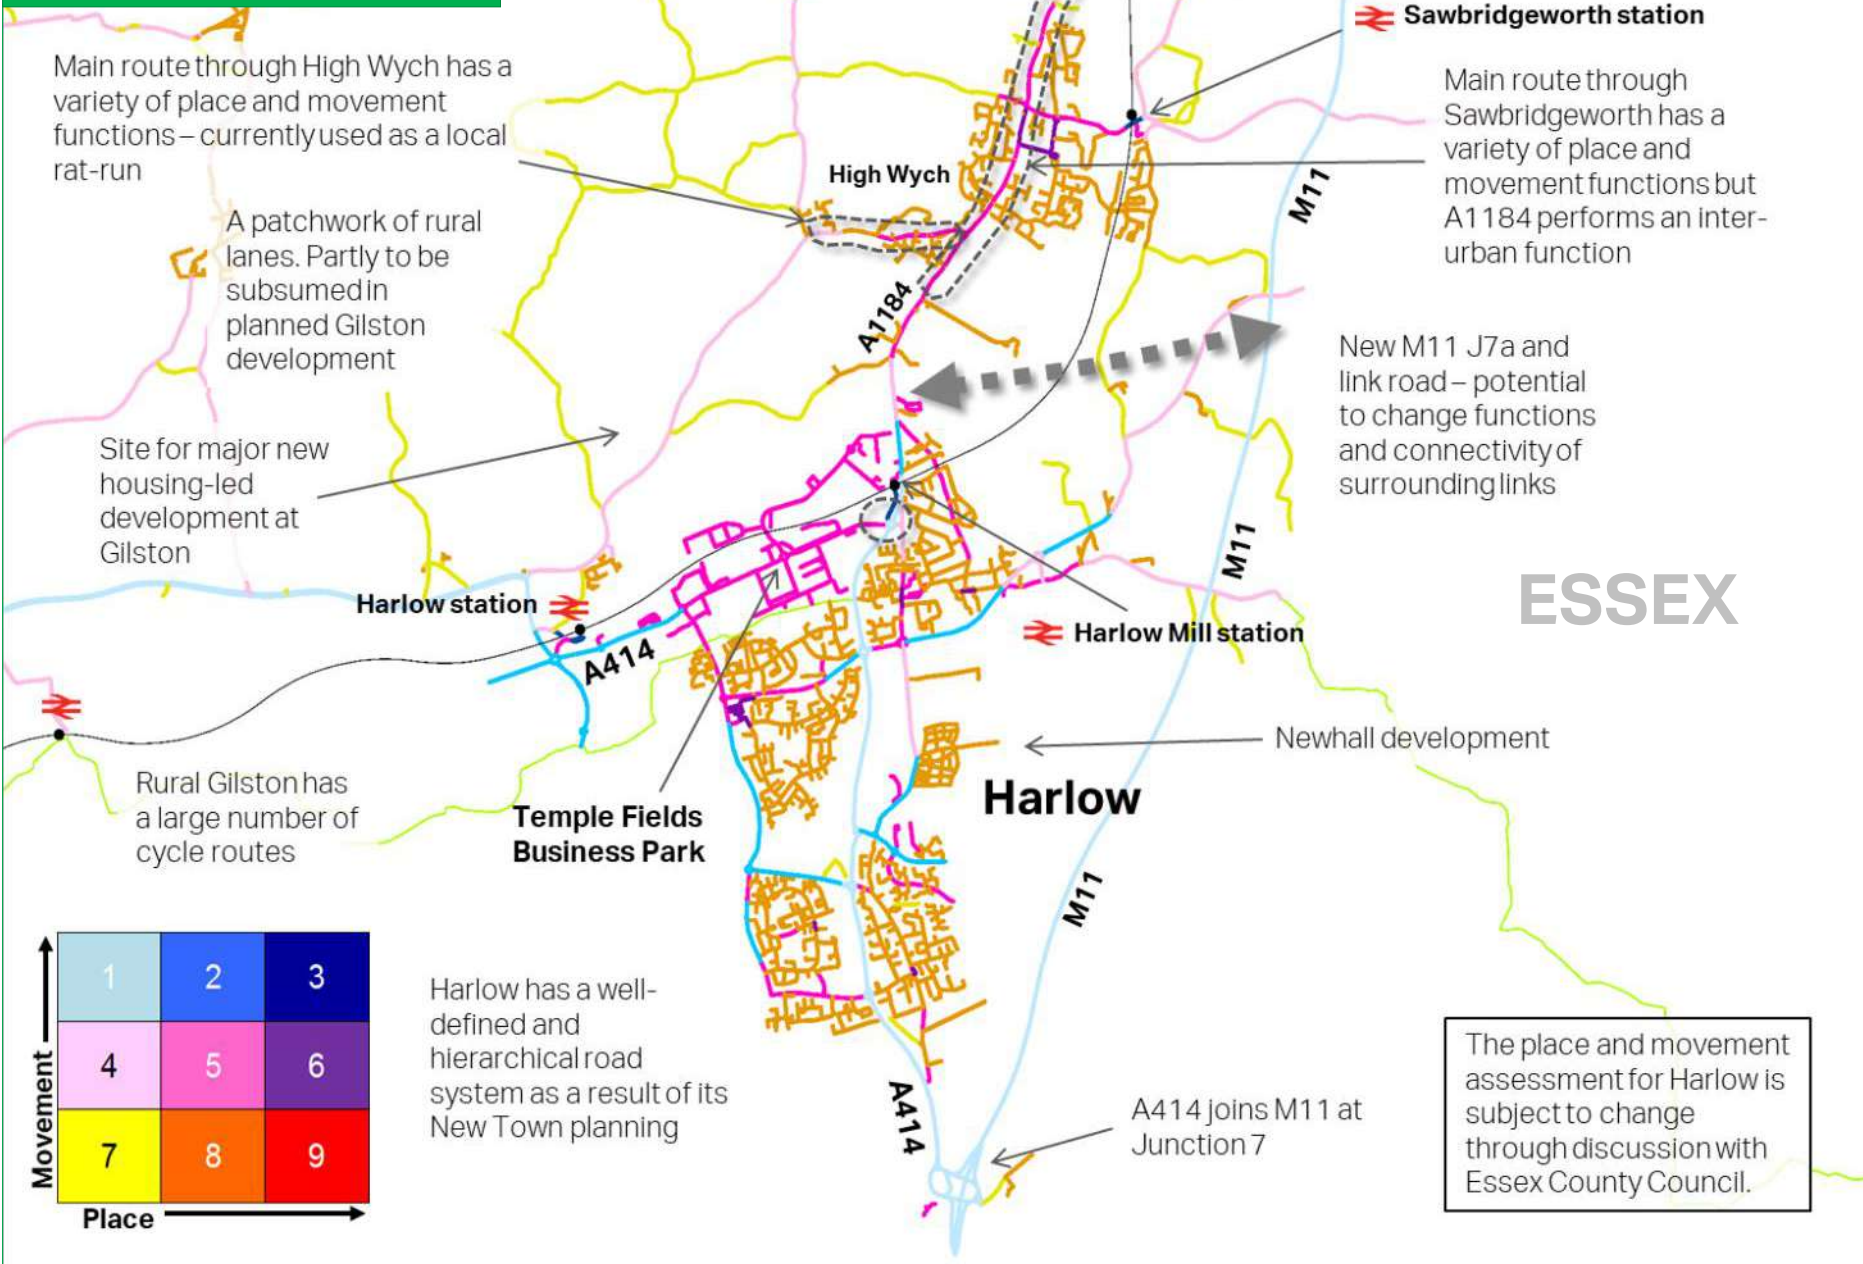 Sawbridgeworth station
Main route through High Wych has a
variety of place and movement
functions – currently used as a local
rat-run
Main route through
Sawbridgeworth has a
variety of place and
movement functions but
A1184 performs an inter-
urban function
High Wych
M11
A patchwork of rural
lanes. Partly to be
subsumed in
planned Gilston
development
A1184
New M11 J7a and
link road – potential
to change functions
and connectivity of
surrounding links
Site for major new
housing-led
development at
Gilston
M11
ESSEX
Harlow station
Harlow Mill station
A414
Newhall development
Rural Gilston has
a large number of
cycle routes
Temple Fields
Business Park
Harlow
M11
Movement
1 2 3
4 5 6
7 8 9
Place
Harlow has a well-
defined and
hierarchical road
system as a result of its
New Town planning
A414
A414 joins M11 at
Junction 7
The place and movement
assessment for Harlow is
subject to change
through discussion with
Essex County Council.